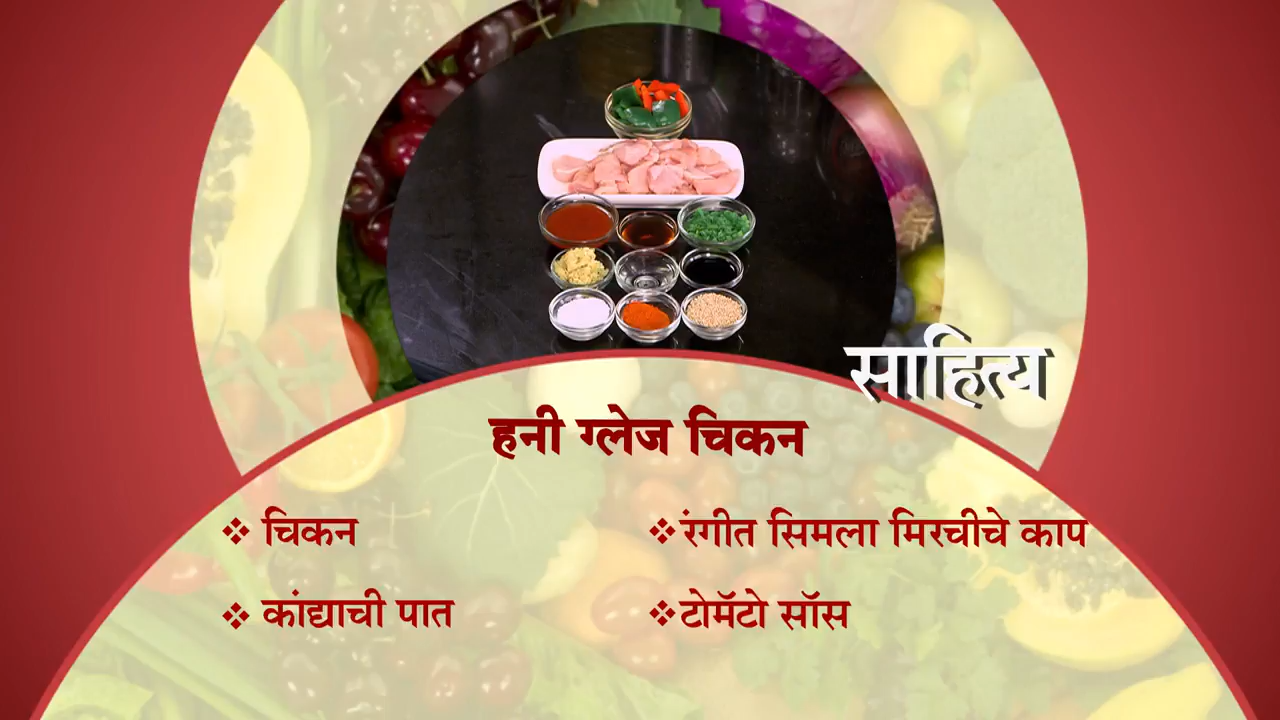 साहित्य
हनी ग्लेज चिकन
❖ चिकन
❖ रंगीत सिमला मिरचीचे काप
❖ कांद्याची पात
❖ टोमॅटो सॉस